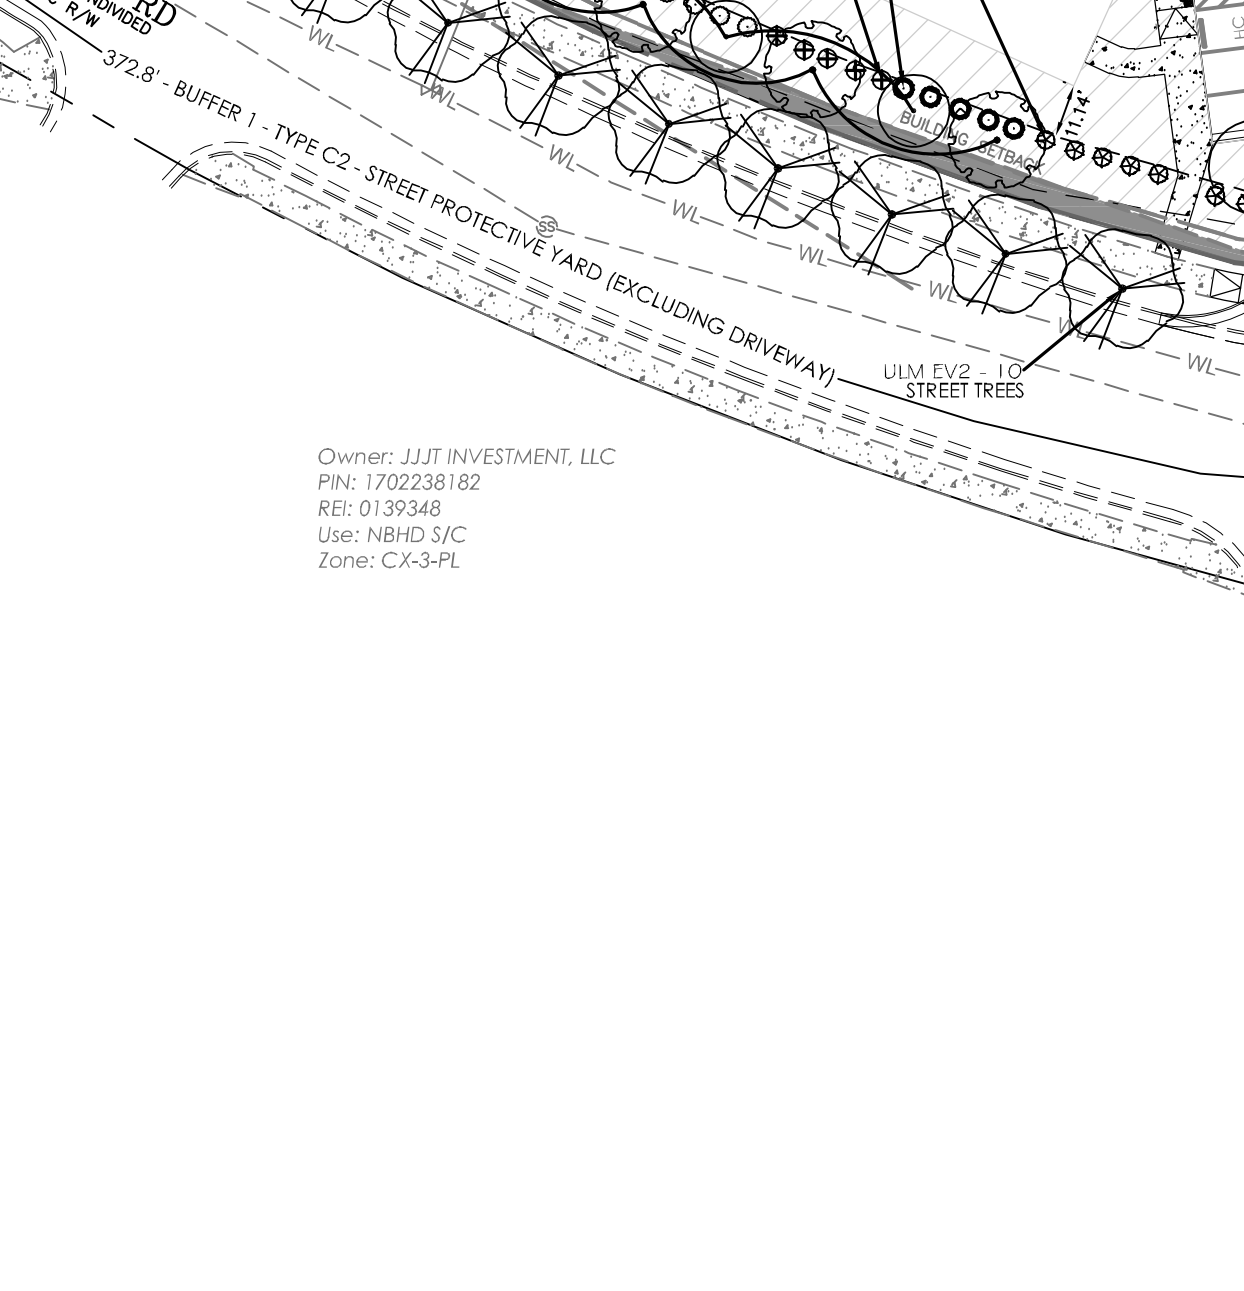 RD
UNDIVIDED
R/W
WL
WL
WL
WL
WL
WL
WL
WL
372.8' - BUFFER 1 - TYPE C2 - STREET PROTECTIVE YARD (EXCLUDING DRIVEWAY)
SS
BUILDING SETBACK
11.14'
HC
ULM EV2 - 10
STREET TREES
Owner: JJJT INVESTMENT, LLC
PIN: 1702238182
REI: 0139348
Use: NBHD S/C
Zone: CX-3-PL